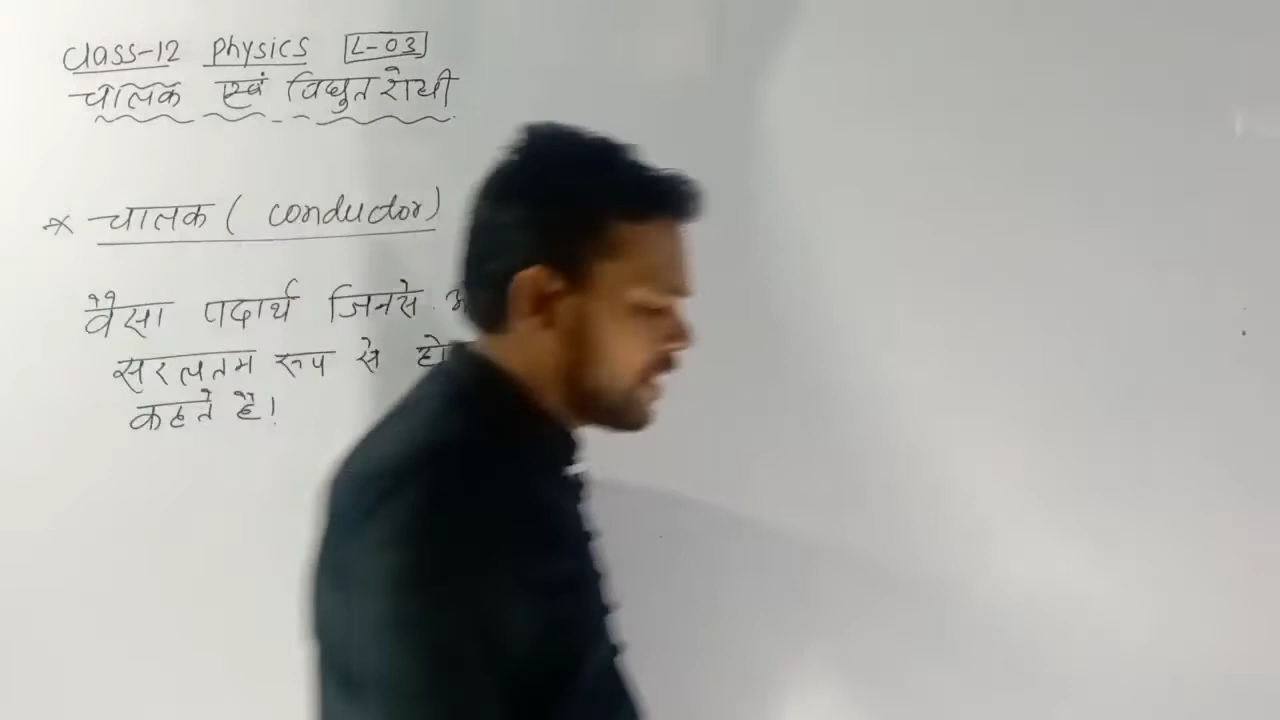 Class-12 Physics L-03
चालक एवं विधुतरोधी
* चालक ( conductor)
वैसा पदार्थ जिनसे
सरलतम रूप से हो
कहते है!